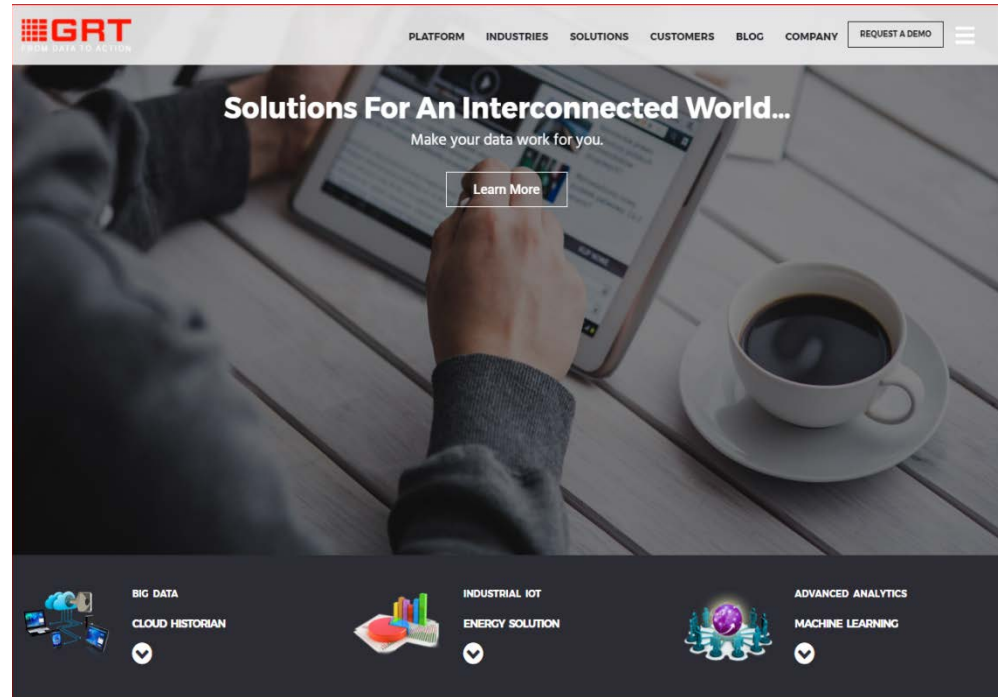 GRT
FROM DATA TO ACTION
PLATFORM INDUSTRIES SOLUTIONS CUSTOMERS BLOG COMPANY REQUEST A DEMO
Solutions For An Interconnected World...
Make your data work for you.
Learn More
BIG DATA
CLOUD HISTORIAN
INDUSTRIAL IOT
ENERGY SOLUTION
ADVANCED ANALYTICS
MACHINE LEARNING